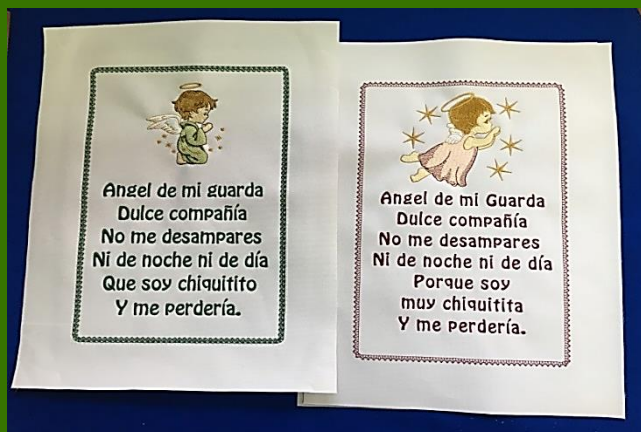 Angel de mi guarda
Dulce compañía
No me desampares
Ni de noche ni de día
Que soy chiquitito
Y me perdería.
Angel de mi Guarda
Dulce compañía
No me desampares
Ni de noche ni de día
Porque soy
muy chiquitita
Y me perdería.